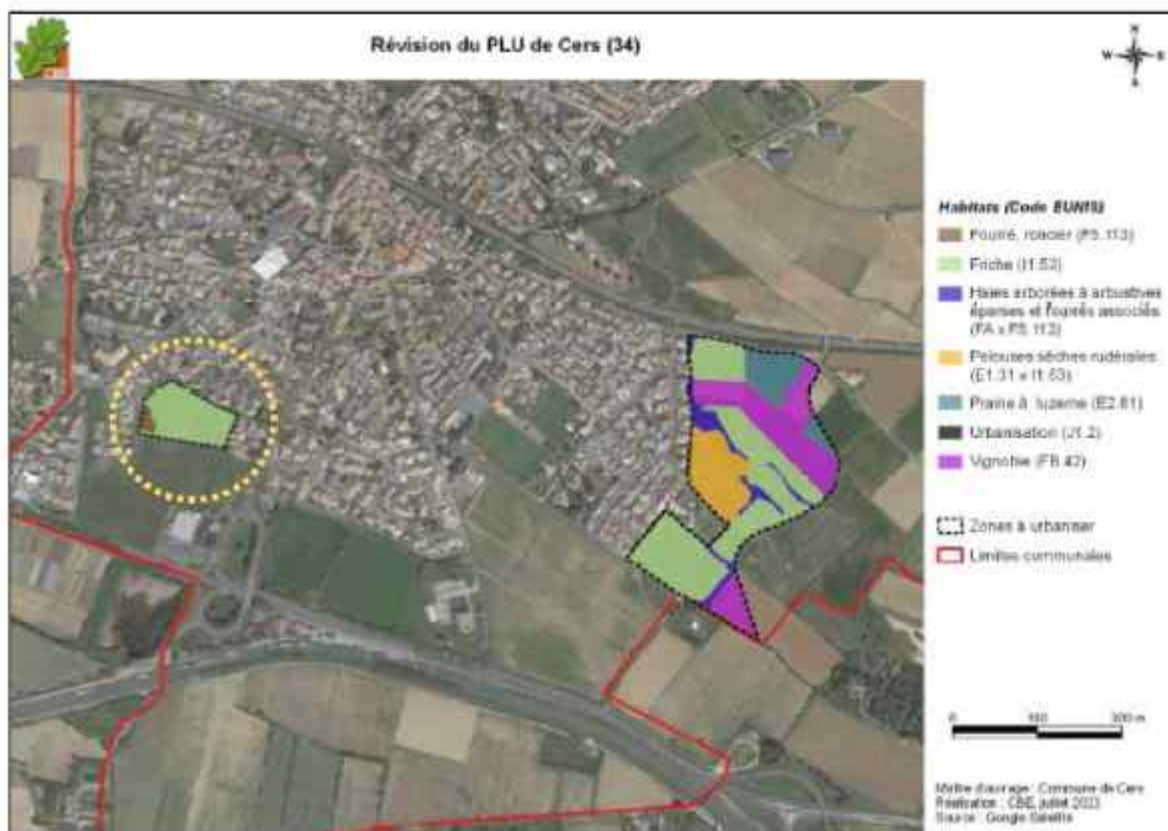 Révision du PLU de Cers (34)
N
W E
S
Habitats (Code EUNIS)
Fourré, roncier (F5.113)
Friche (I1.53)
Haies arborées à arbustives
éparses et fourrés associés
(FA x F5.113)
Pelouses sèches rudérales
(E1.31 x I1.53)
Prairie à luzerne (E2.61)
Urbanisation (J1.2)
Vignoble (FB.42)
Zones à urbaniser
Limites communales
0
m
Maître d'ouvrage : Commune de Cers
Réalisation : CBE, juillet 2023
Source : Google Satellite